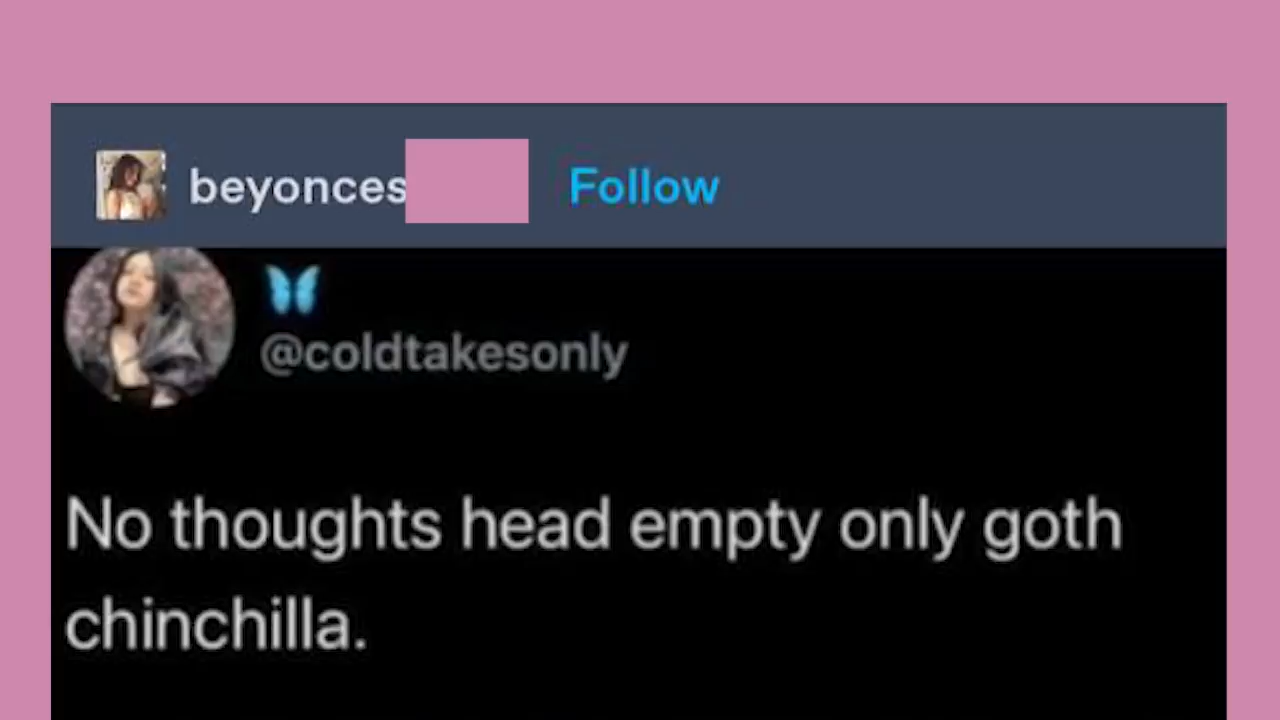 beyonces Follow
🦋
@coldtakesonly
No thoughts head empty only goth
chinchilla.